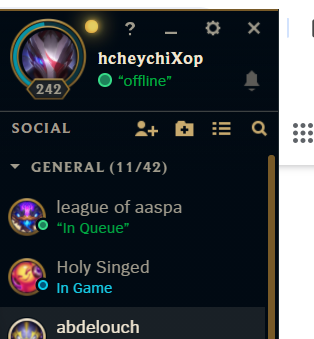 ?
hcheychiXop
“offline”
242
SOCIAL
GENERAL (11/42)
league of aaspa
“In Queue”
Holy Singed
In Game
abdelouch